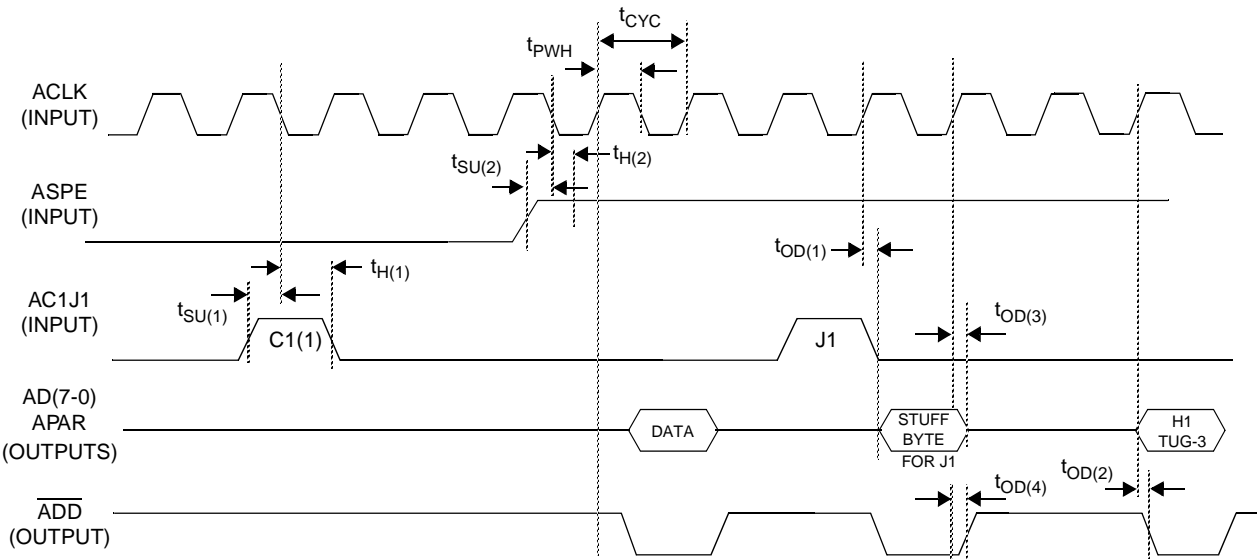 tCYC
tPWH
ACLK
(INPUT)
tSU(2)
tH(2)
ASPE
(INPUT)
tOD(1)
tH(1)
AC1J1
(INPUT)
tSU(1)
C1(1)
J1
tOD(3)
AD(7-0)
APAR
(OUTPUTS)
DATA
STUFF
BYTE
FOR J1
H1
TUG-3
tOD(4)
tOD(2)
ADD
(OUTPUT)